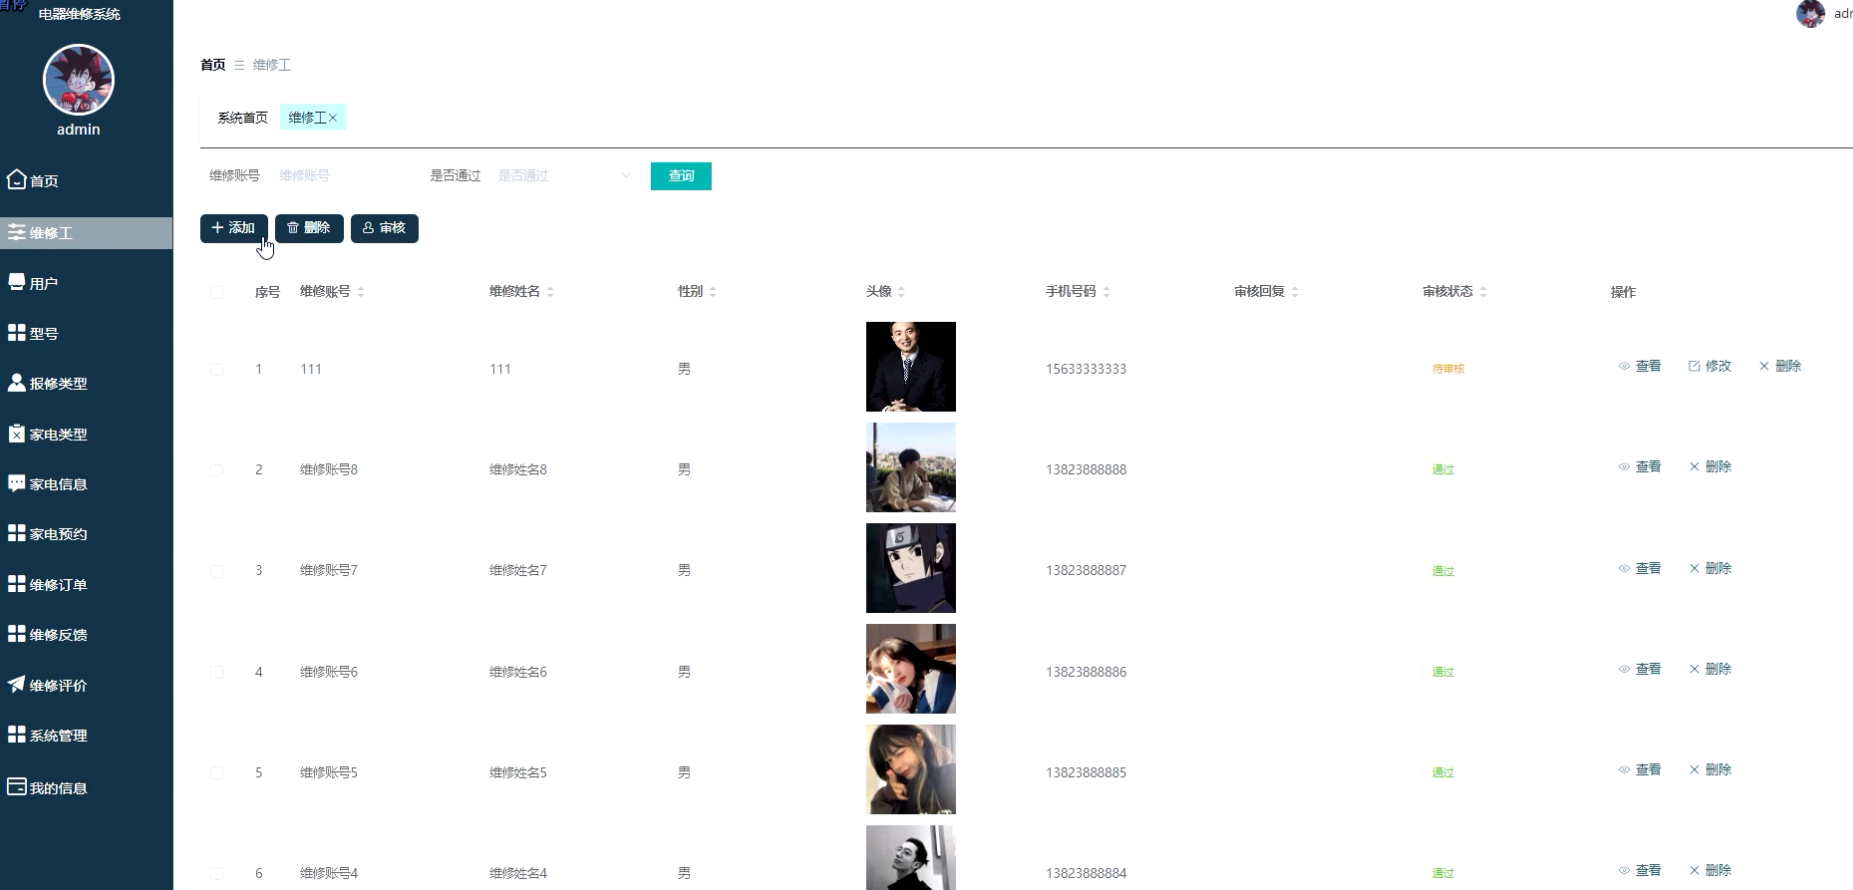 暂停
电器维修系统
adm
admin
首页 维修工
系统首页 维修工×
维修账号 维修账号 是否通过 是否通过 查询
+ 添加 删除 审核
首页
维修工
用户
型号
报修类型
家电类型
家电信息
家电预约
维修订单
维修反馈
维修评价
系统管理
我的信息
序号 维修账号 维修姓名 性别 头像 手机号码 审核回复 审核状态 操作
1 111 111 男 15633333333 待审核 查看 修改 × 删除
2 维修账号8 维修姓名8 男 13823888888 通过 查看 × 删除
3 维修账号7 维修姓名7 男 13823888887 通过 查看 × 删除
4 维修账号6 维修姓名6 男 13823888886 通过 查看 × 删除
5 维修账号5 维修姓名5 男 13823888885 通过 查看 × 删除
6 维修账号4 维修姓名4 男 13823888884 通过 查看 × 删除